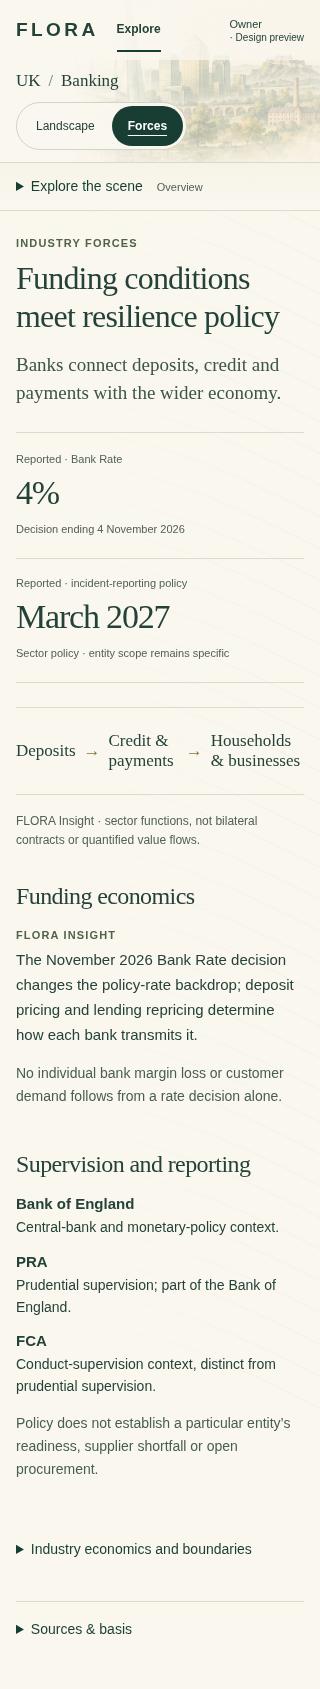 FLORA Explore Owner
· Design preview
UK / Banking
Landscape Forces
▶ Explore the scene Overview
INDUSTRY FORCES
Funding conditions
meet resilience policy
Banks connect deposits, credit and
payments with the wider economy.
Reported · Bank Rate
4%
Decision ending 4 November 2026
Reported · incident-reporting policy
March 2027
Sector policy · entity scope remains specific
Deposits → Credit & payments → Households & businesses
FLORA Insight · sector functions, not bilateral
contracts or quantified value flows.
Funding economics
FLORA INSIGHT
The November 2026 Bank Rate decision
changes the policy-rate backdrop; deposit
pricing and lending repricing determine
how each bank transmits it.
No individual bank margin loss or customer
demand follows from a rate decision alone.
Supervision and reporting
Bank of England
Central-bank and monetary-policy context.
PRA
Prudential supervision; part of the Bank of
England.
FCA
Conduct-supervision context, distinct from
prudential supervision.
Policy does not establish a particular entity's
readiness, supplier shortfall or open
procurement.
▶ Industry economics and boundaries
▶ Sources & basis